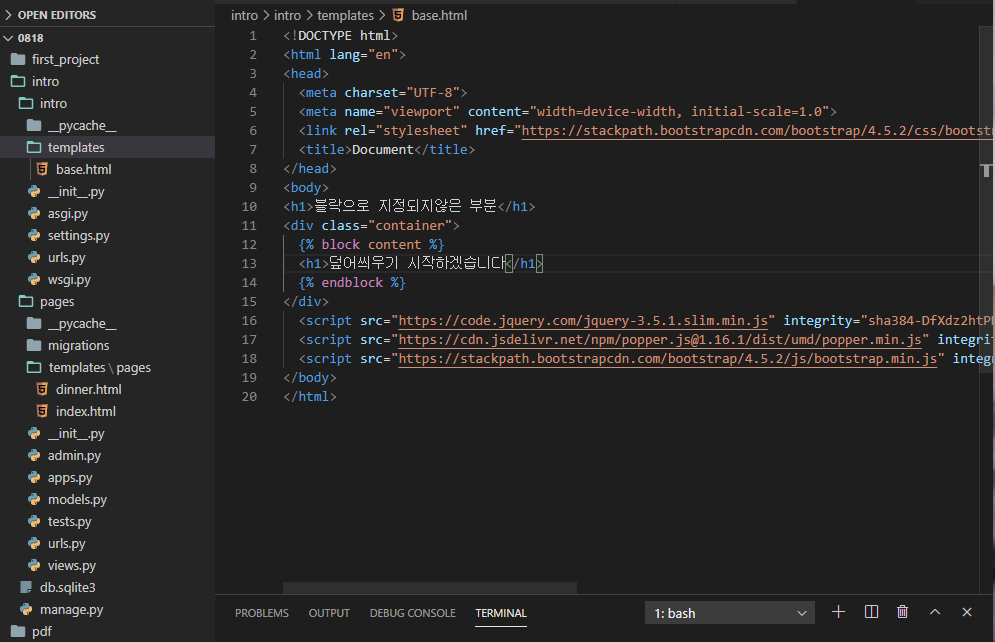 OPEN EDITORS
0818
first_project
intro
intro
__pycache__
templates
base.html
__init__.py
asgi.py
settings.py
urls.py
wsgi.py
pages
__pycache__
migrations
templates \ pages
dinner.html
index.html
__init__.py
admin.py
apps.py
models.py
tests.py
urls.py
views.py
db.sqlite3
manage.py
pdf
intro > intro > templates > base.html
1 <!DOCTYPE html>
2 <html lang="en">
3 <head>
4 <meta charset="UTF-8">
5 <meta name="viewport" content="width=device-width, initial-scale=1.0">
6 <link rel="stylesheet" href="https://stackpath.bootstrapcdn.com/bootstrap/4.5.2/css/bootst
7 <title>Document</title>
8 </head>
9 <body>
10 <h1>블락으로 지정되지않은 부분</h1>
11 <div class="container">
12 {% block content %}
13 <h1>덮어씌우기 시작하겠습니다</h1>
14 {% endblock %}
15 </div>
16 <script src="https://code.jquery.com/jquery-3.5.1.slim.min.js" integrity="sha384-DfXdz2htP
17 <script src="https://cdn.jsdelivr.net/npm/popper.js@1.16.1/dist/umd/popper.min.js" integri
18 <script src="https://stackpath.bootstrapcdn.com/bootstrap/4.5.2/js/bootstrap.min.js" integ
19 </body>
20 </html>
PROBLEMS OUTPUT DEBUG CONSOLE TERMINAL 1: bash